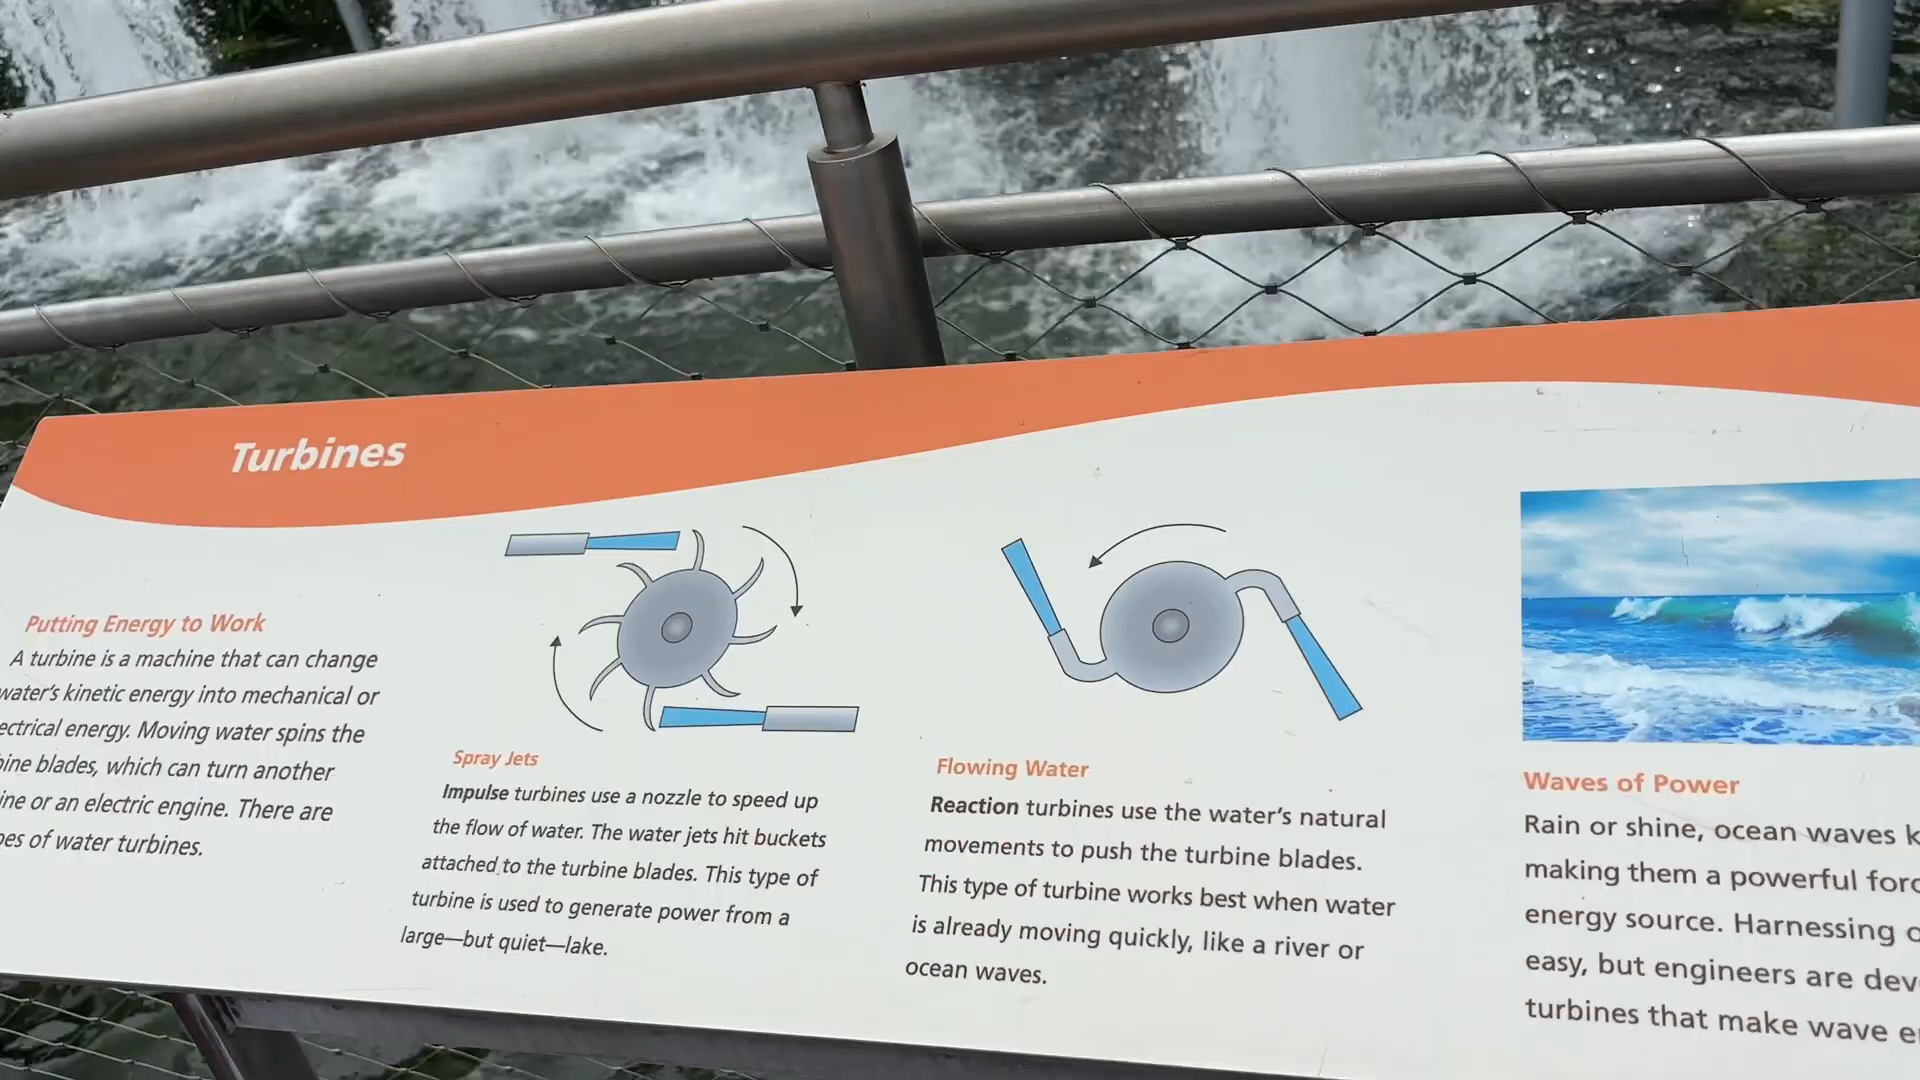 Turbines
Putting Energy to Work
A turbine is a machine that can change
water's kinetic energy into mechanical or
energy. Moving water spins the
blades, which can turn another
or an electric engine. There are
of water turbines.
Spray Jets
Impulse turbines use a nozzle to speed up
the flow of water. The water jets hit buckets
attached to the turbine blades. This type of
turbine is used to generate power from a
large—but quiet—lake.
Flowing Water
Reaction turbines use the water's natural
movements to push the turbine blades.
This type of turbine works best when water
is already moving quickly, like a river or
ocean waves.
Waves of Power
Rain or shine, ocean waves
making them a powerful
energy source. Harnessing
easy, but engineers are
turbines that make wave